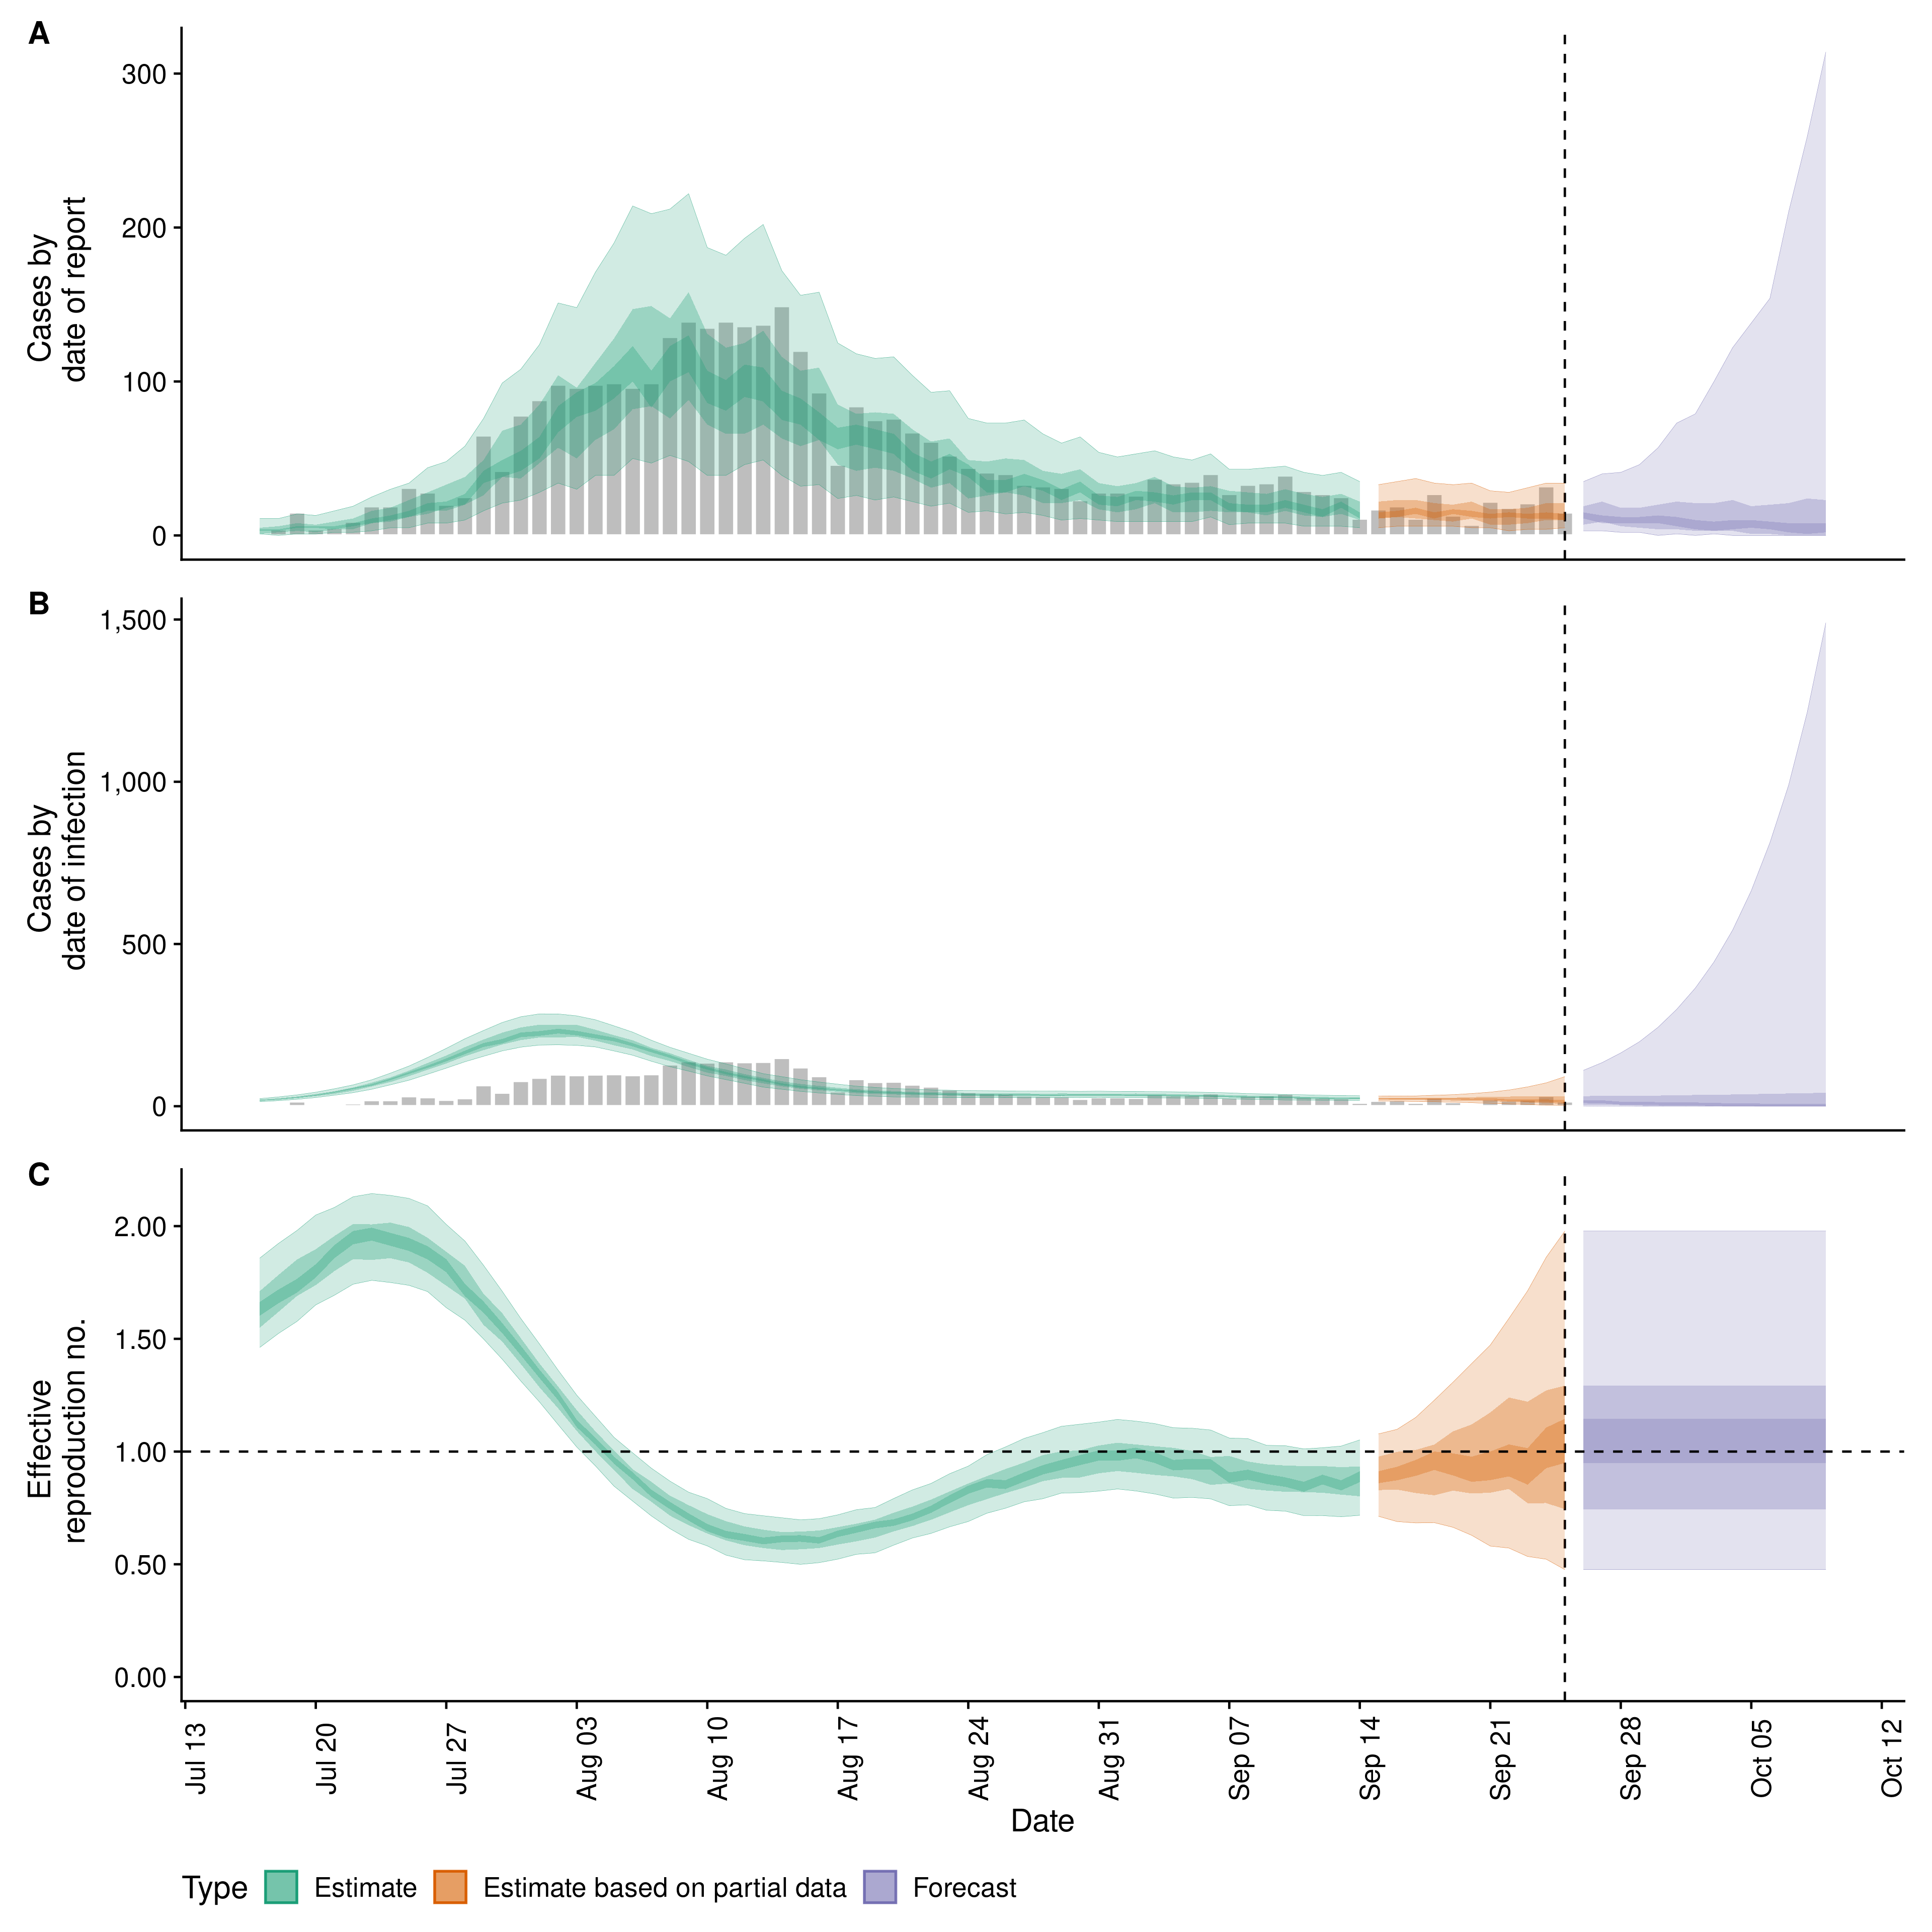 A
Cases by
date of report
300
200
100
0
B
Cases by
date of infection
1,500
1,000
500
0
C
Effective
reproduction no.
2.00
1.50
1.00
0.50
0.00
Jul 13
Jul 20
Jul 27
Aug 03
Aug 10
Aug 17
Aug 24
Aug 31
Sep 07
Sep 14
Sep 21
Sep 28
Oct 05
Oct 12
Date
Type Estimate Estimate based on partial data Forecast